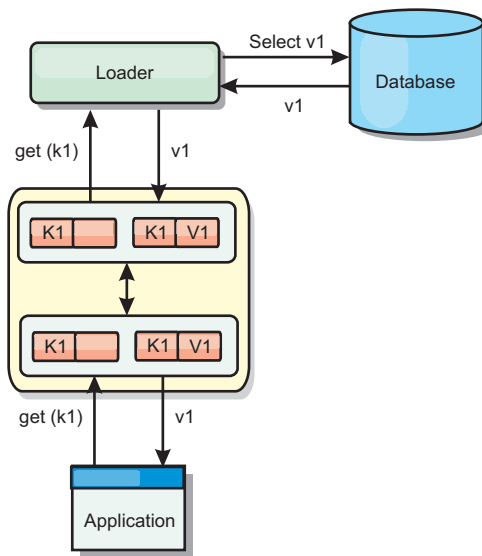 Select v1
Loader
Database
v1
get (k1)
v1
K1
K1 V1
K1
K1 V1
get (k1)
v1
Application